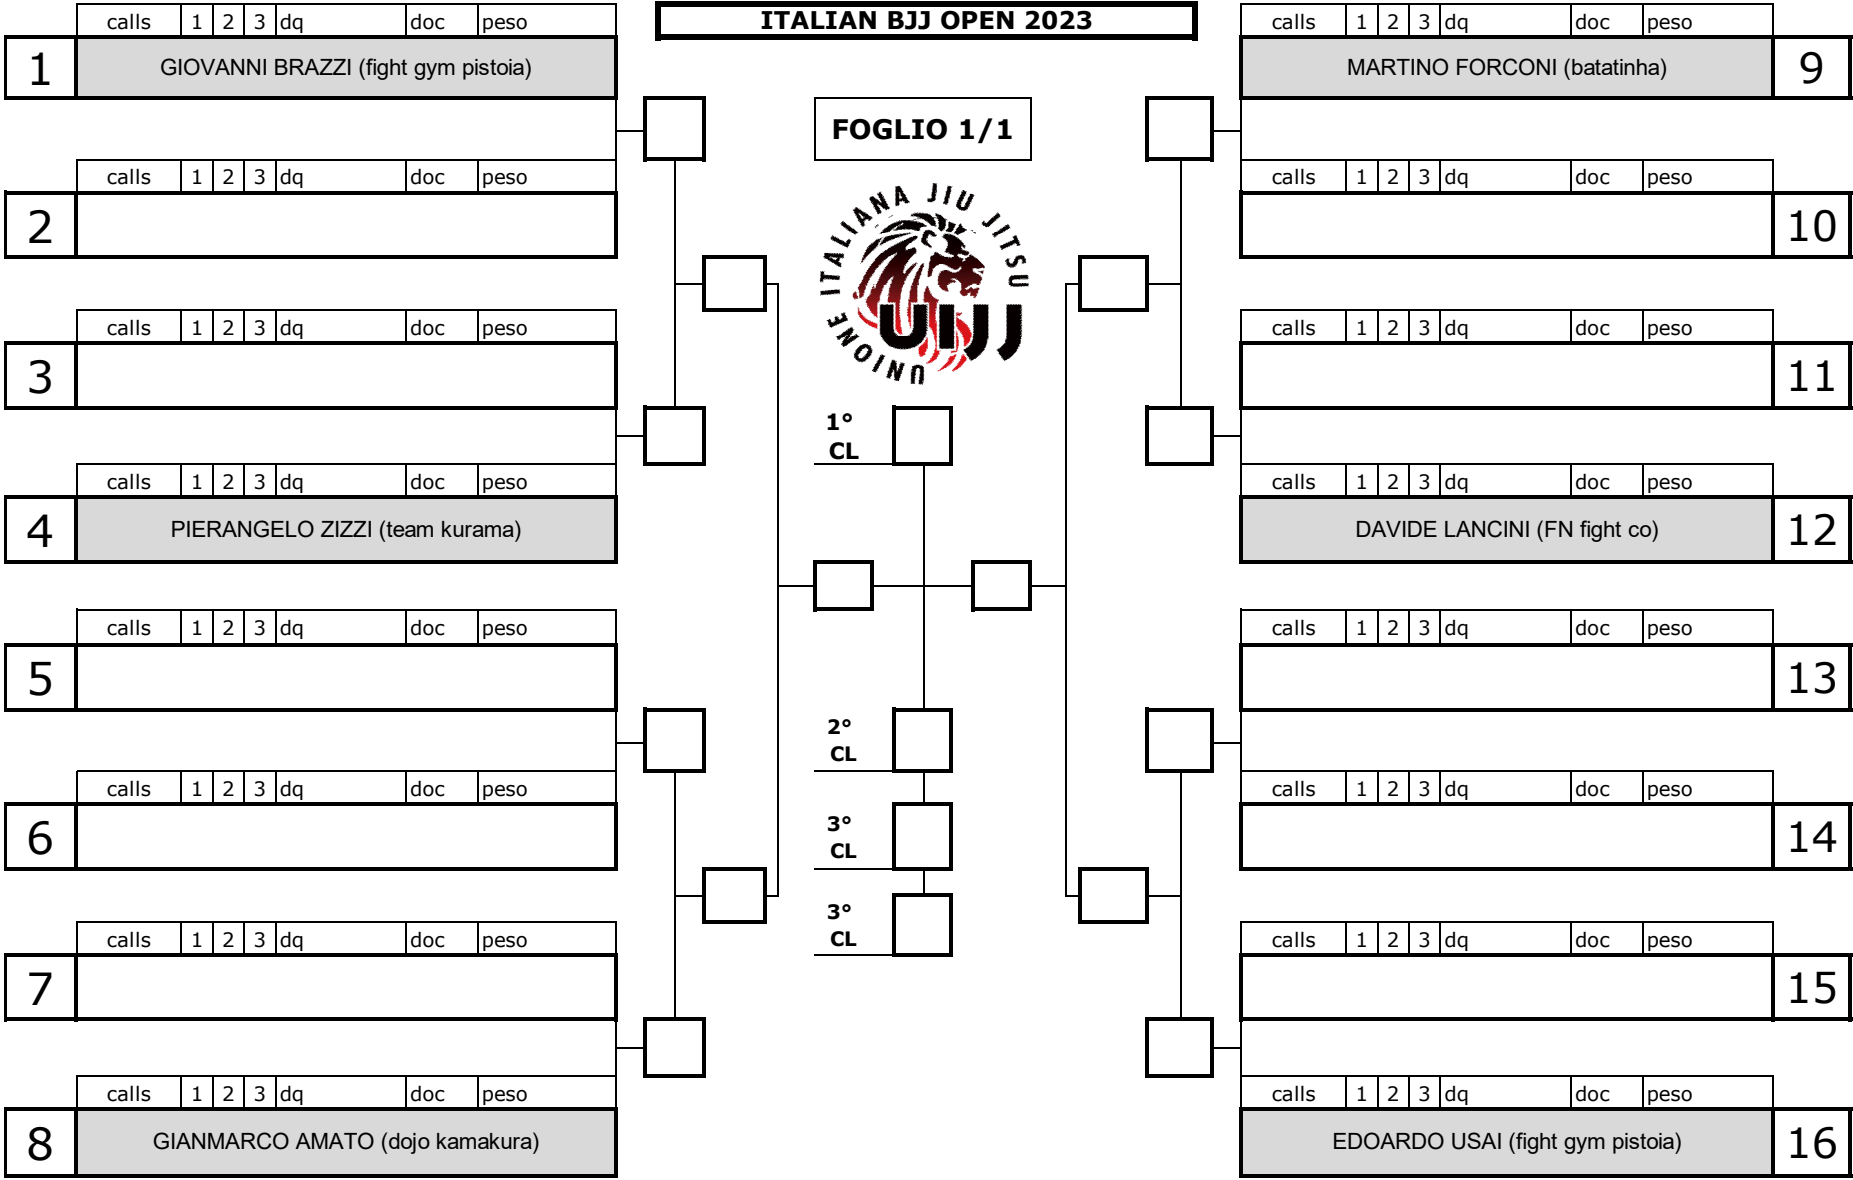 ITALIAN BJJ OPEN 2023
FOGLIO 1/1
UNIONE ITALIANA JIU JITSU
UIJJ
calls 1 2 3 dq doc peso
1 GIOVANNI BRAZZI (fight gym pistoia)
calls 1 2 3 dq doc peso
2
calls 1 2 3 dq doc peso
3
calls 1 2 3 dq doc peso
4 PIERANGELO ZIZZI (team kurama)
calls 1 2 3 dq doc peso
5
calls 1 2 3 dq doc peso
6
calls 1 2 3 dq doc peso
7
calls 1 2 3 dq doc peso
8 GIANMARCO AMATO (dojo kamakura)
1°
CL
2°
CL
3°
CL
3°
CL
calls 1 2 3 dq doc peso
MARTINO FORCONI (batatinha) 9
calls 1 2 3 dq doc peso
10
calls 1 2 3 dq doc peso
11
calls 1 2 3 dq doc peso
DAVIDE LANCINI (FN fight co) 12
calls 1 2 3 dq doc peso
13
calls 1 2 3 dq doc peso
14
calls 1 2 3 dq doc peso
15
calls 1 2 3 dq doc peso
EDOARDO USAI (fight gym pistoia) 16